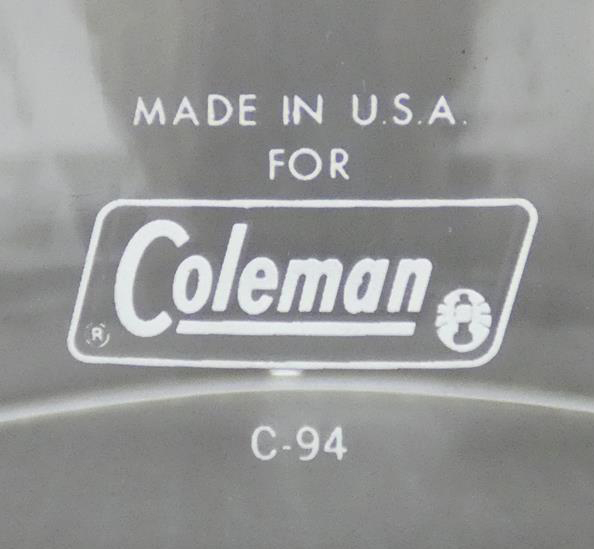 MADE IN U.S.A.
FOR
Coleman
®
C-94